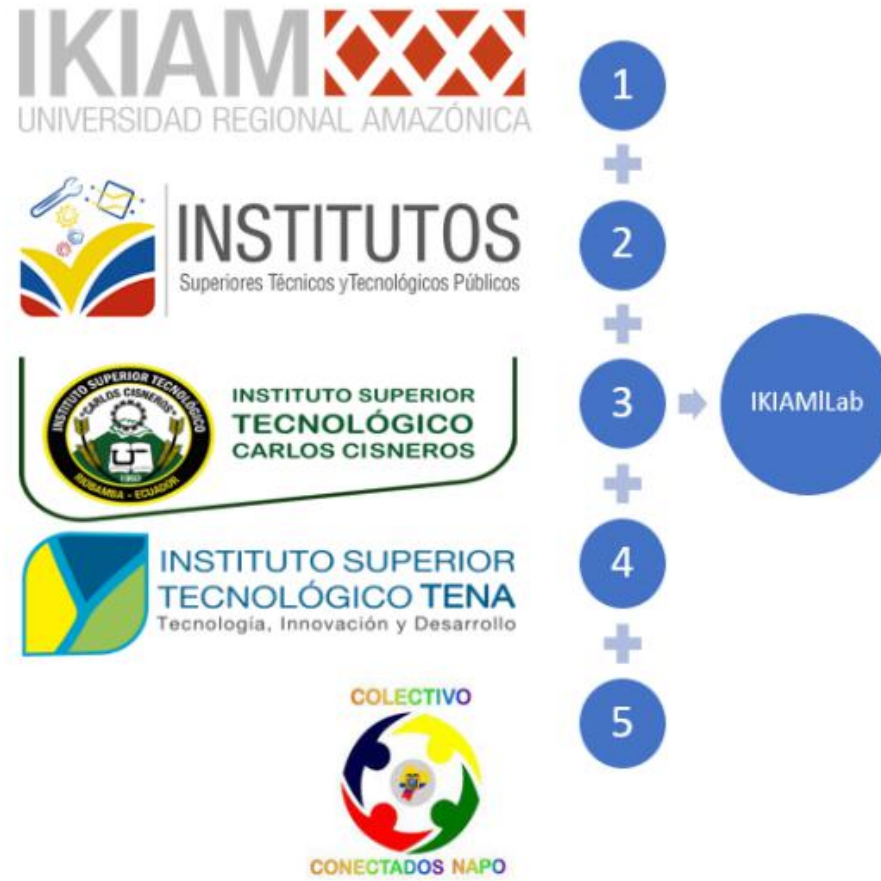 IKIAM
UNIVERSIDAD REGIONAL AMAZÓNICA
1
INSTITUTOS
Superiores Técnicos yTecnológicos Públicos
2
INSTITUTO SUPERIOR TECNOLÓGICO
"CARLOS CISNEROS"
RIOBAMBA - ECUADOR
INSTITUTO SUPERIOR
TECNOLÓGICO
CARLOS CISNEROS
3
IKIAMlLab
INSTITUTO SUPERIOR
TECNOLÓGICO TENA
Tecnología, Innovación y Desarrollo
4
5
COLECTIVO
CONECTADOS NAPO